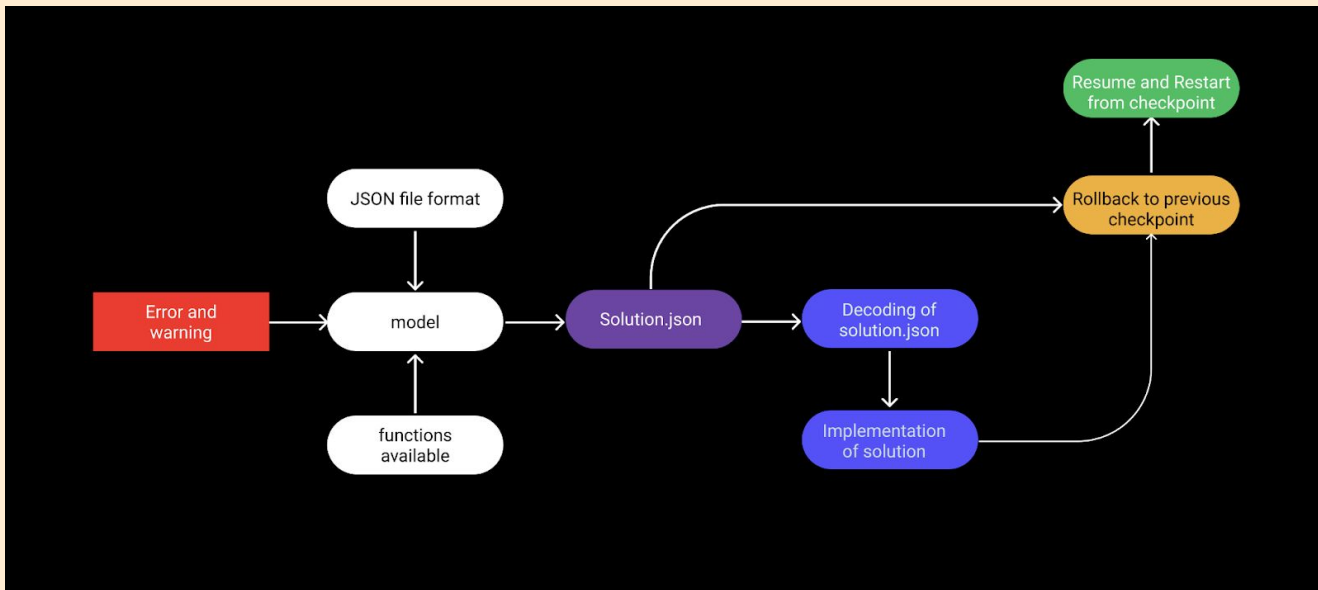 Resume and Restart
from checkpoint
JSON file format
Rollback to previous
checkpoint
Error and
warning
model
Solution.json
Decoding of
solution.json
functions
available
Implementation
of solution